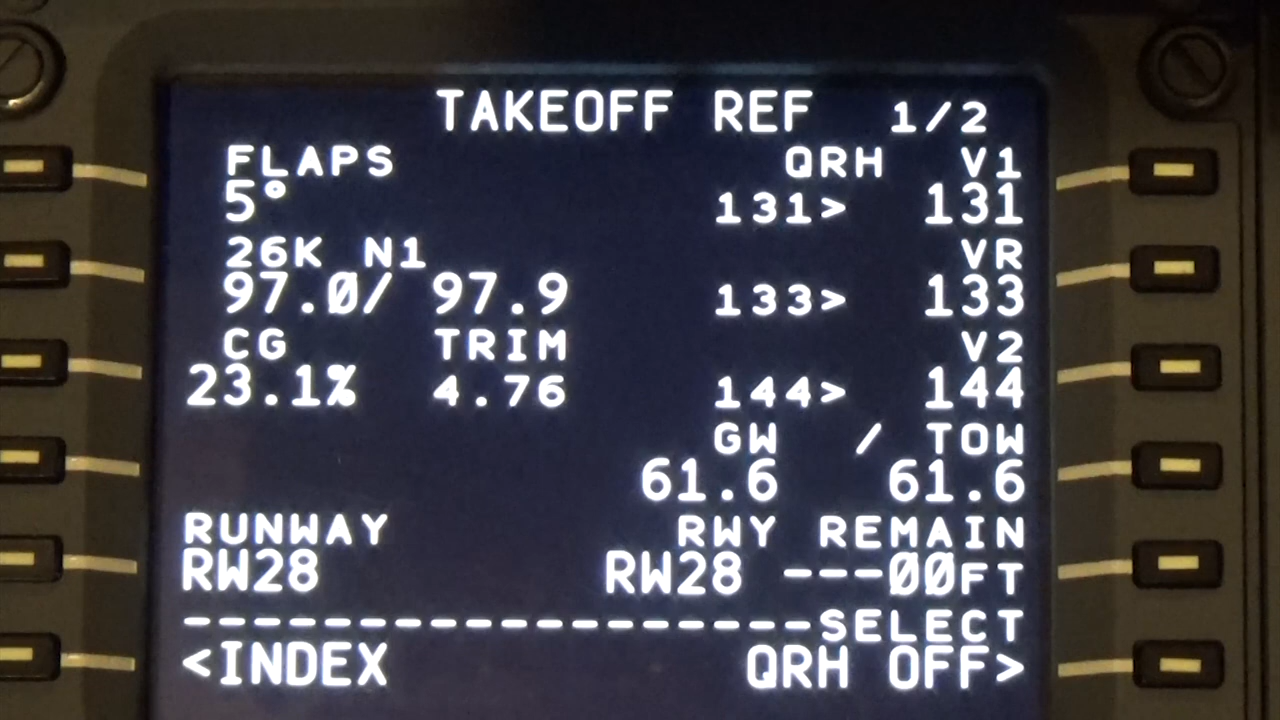 TAKEOFF REF 1/2
FLAPS QRH V1
5° 131> 131
26K N1 VR
97.0/ 97.9 133> 133
CG TRIM V2
23.1% 4.76 144> 144
GW / TOW
61.6 61.6
RUNWAY RWY REMAIN
RW28 RW28 ---00FT
-------------------SELECT
<INDEX QRH OFF>